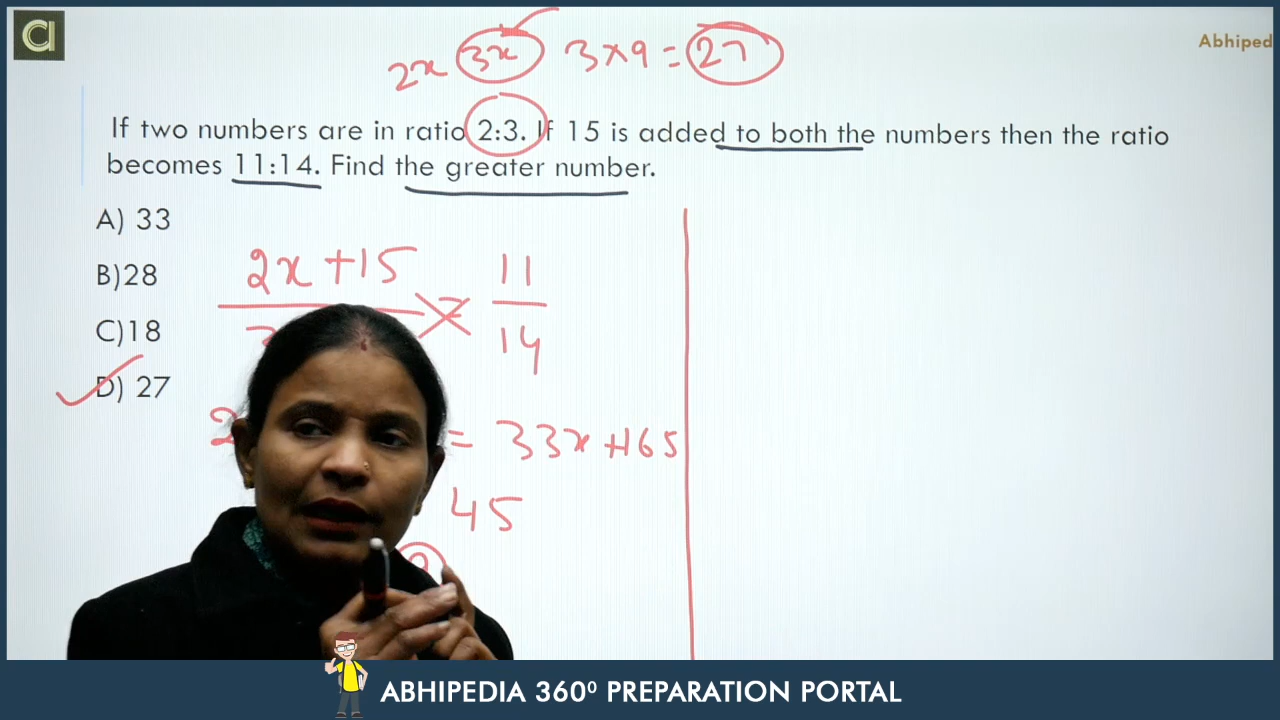 Abhiped
2x 3x 3×9=27
If two numbers are in ratio 2:3. If 15 is added to both the numbers then the ratio
becomes 11:14. Find the greater number.
A) 33
B)28
C)18
D) 27
2x+15 = 11
14
= 33x+165
45
ABHIPEDIA 360⁰ PREPARATION PORTAL